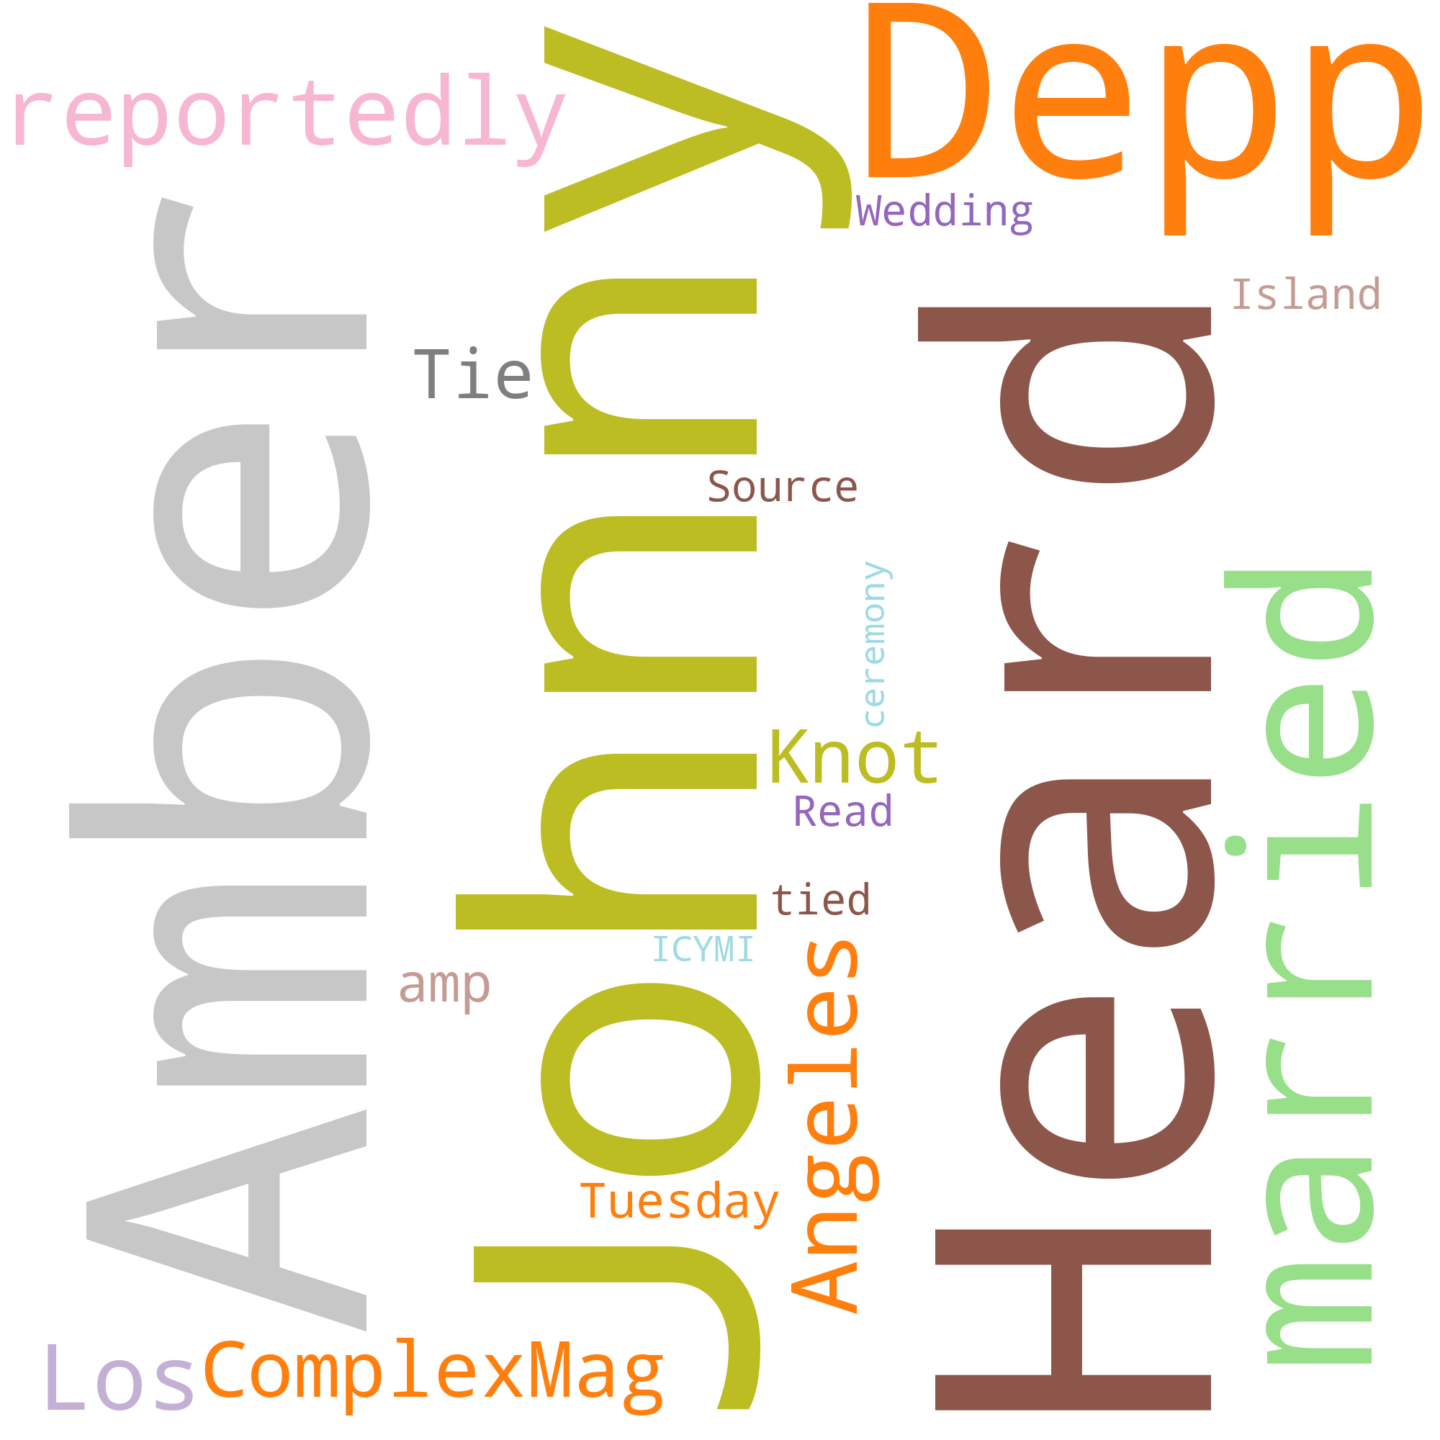 reportedly
Depp
Johnny
Amber
Wedding
Island
Heard
Tie
Source
ceremony
married
Knot
Read
tied
ICYMI
amp
Angeles
Tuesday
Los
ComplexMag